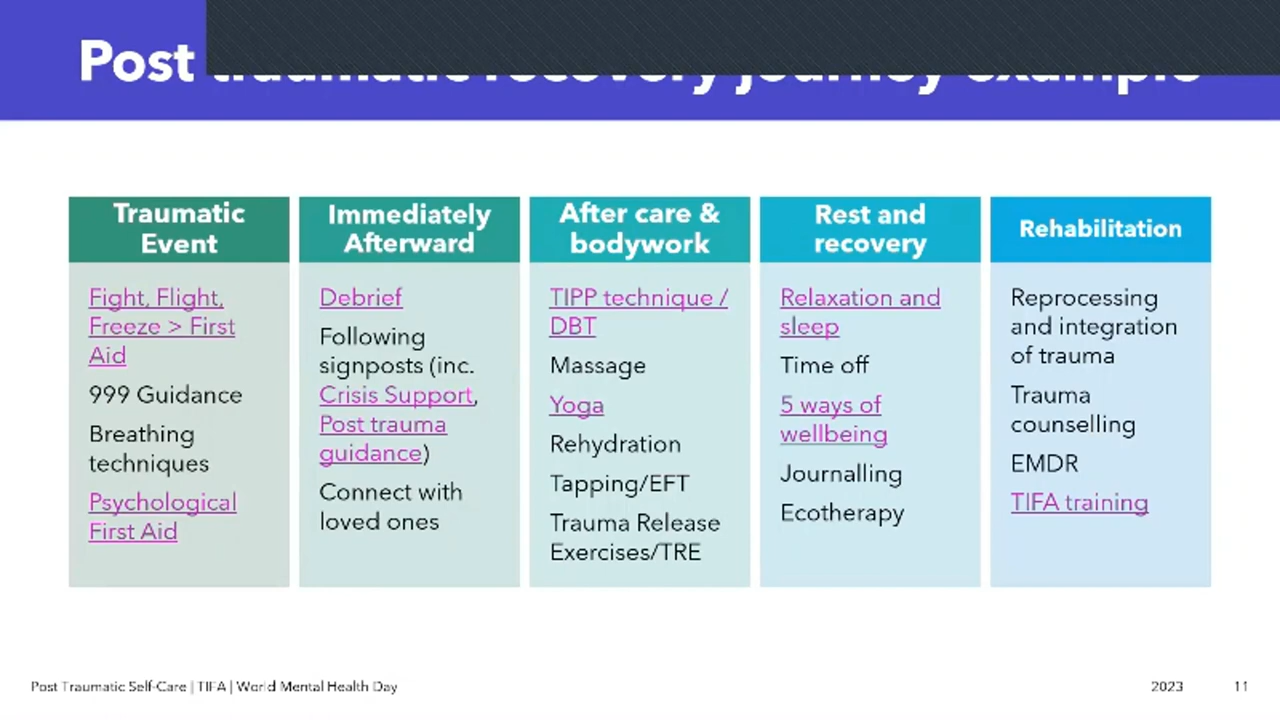 Post traumatic recovery journey example
Traumatic
Event
Fight, Flight,
Freeze > First
Aid
999 Guidance
Breathing
techniques
Psychological
First Aid
Immediately
Afterward
Debrief
Following
signposts (inc.
Crisis Support,
Post trauma
guidance)
Connect with
loved ones
After care &
bodywork
TIPP technique /
DBT
Massage
Yoga
Rehydration
Tapping/EFT
Trauma Release
Exercises/TRE
Rest and
recovery
Relaxation and
sleep
Time off
5 ways of
wellbeing
Journalling
Ecotherapy
Rehabilitation
Reprocessing
and integration
of trauma
Trauma
counselling
EMDR
TIFA training
Post Traumatic Self-Care | TIFA | World Mental Health Day
2023
11